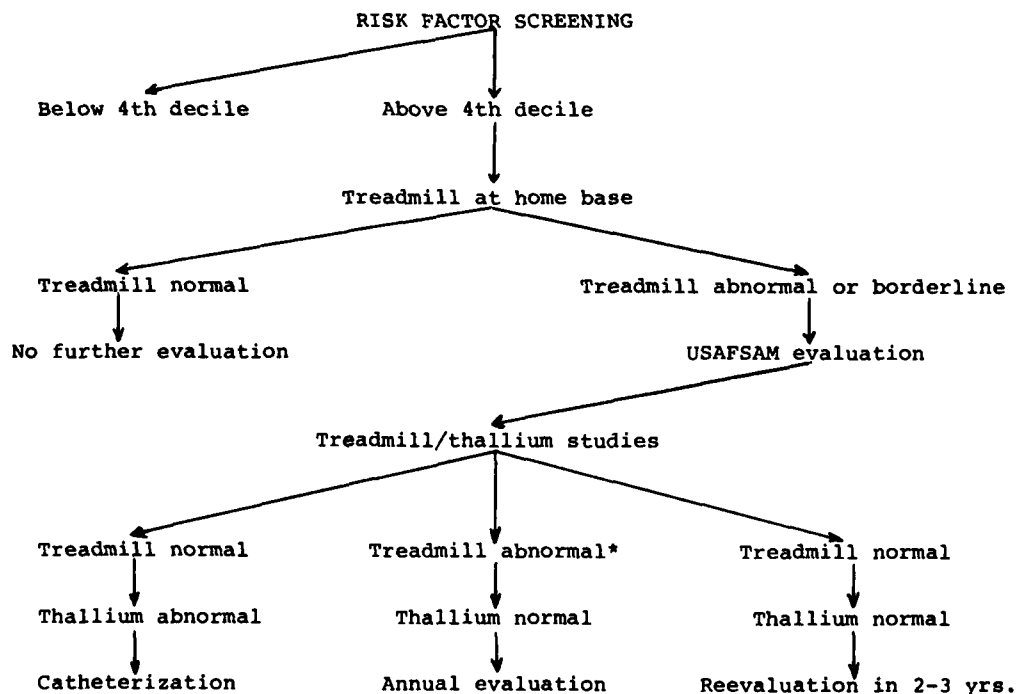 RISK FACTOR SCREENING
Below 4th decile
Above 4th decile
Treadmill at home base
Treadmill normal
Treadmill abnormal or borderline
No further evaluation
USAFSAM evaluation
Treadmill/thallium studies
Treadmill normal
Treadmill abnormal*
Treadmill normal
Thallium abnormal
Thallium normal
Thallium normal
Catheterization
Annual evaluation
Reevaluation in 2-3 yrs.